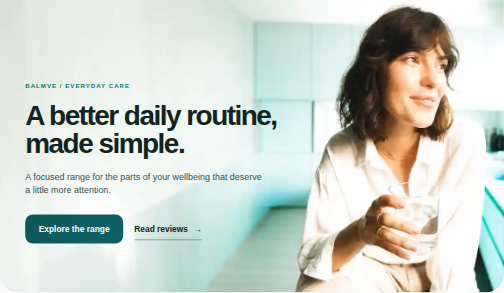 BALMVE / EVERYDAY CARE
A better daily routine,
made simple.
A focused range for the parts of your wellbeing that deserve
a little more attention.
Explore the range
Read reviews →